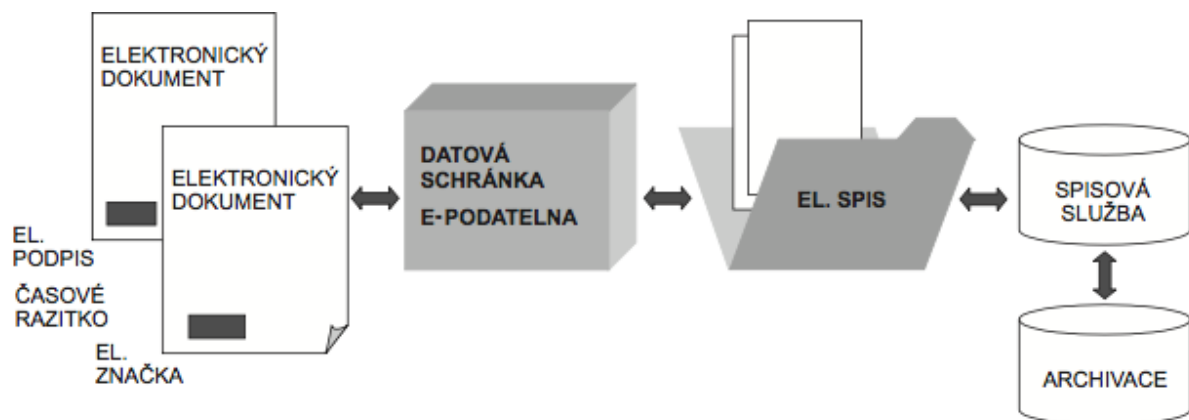 ELEKTRONICKÝ
DOKUMENT
ELEKTRONICKÝ
DOKUMENT
EL.
PODPIS
ČASOVÉ
RAZITKO
EL.
ZNAČKA
DATOVÁ
SCHRÁNKA
E-PODATELNA
EL. SPIS
SPISOVÁ
SLUŽBA
ARCHIVACE